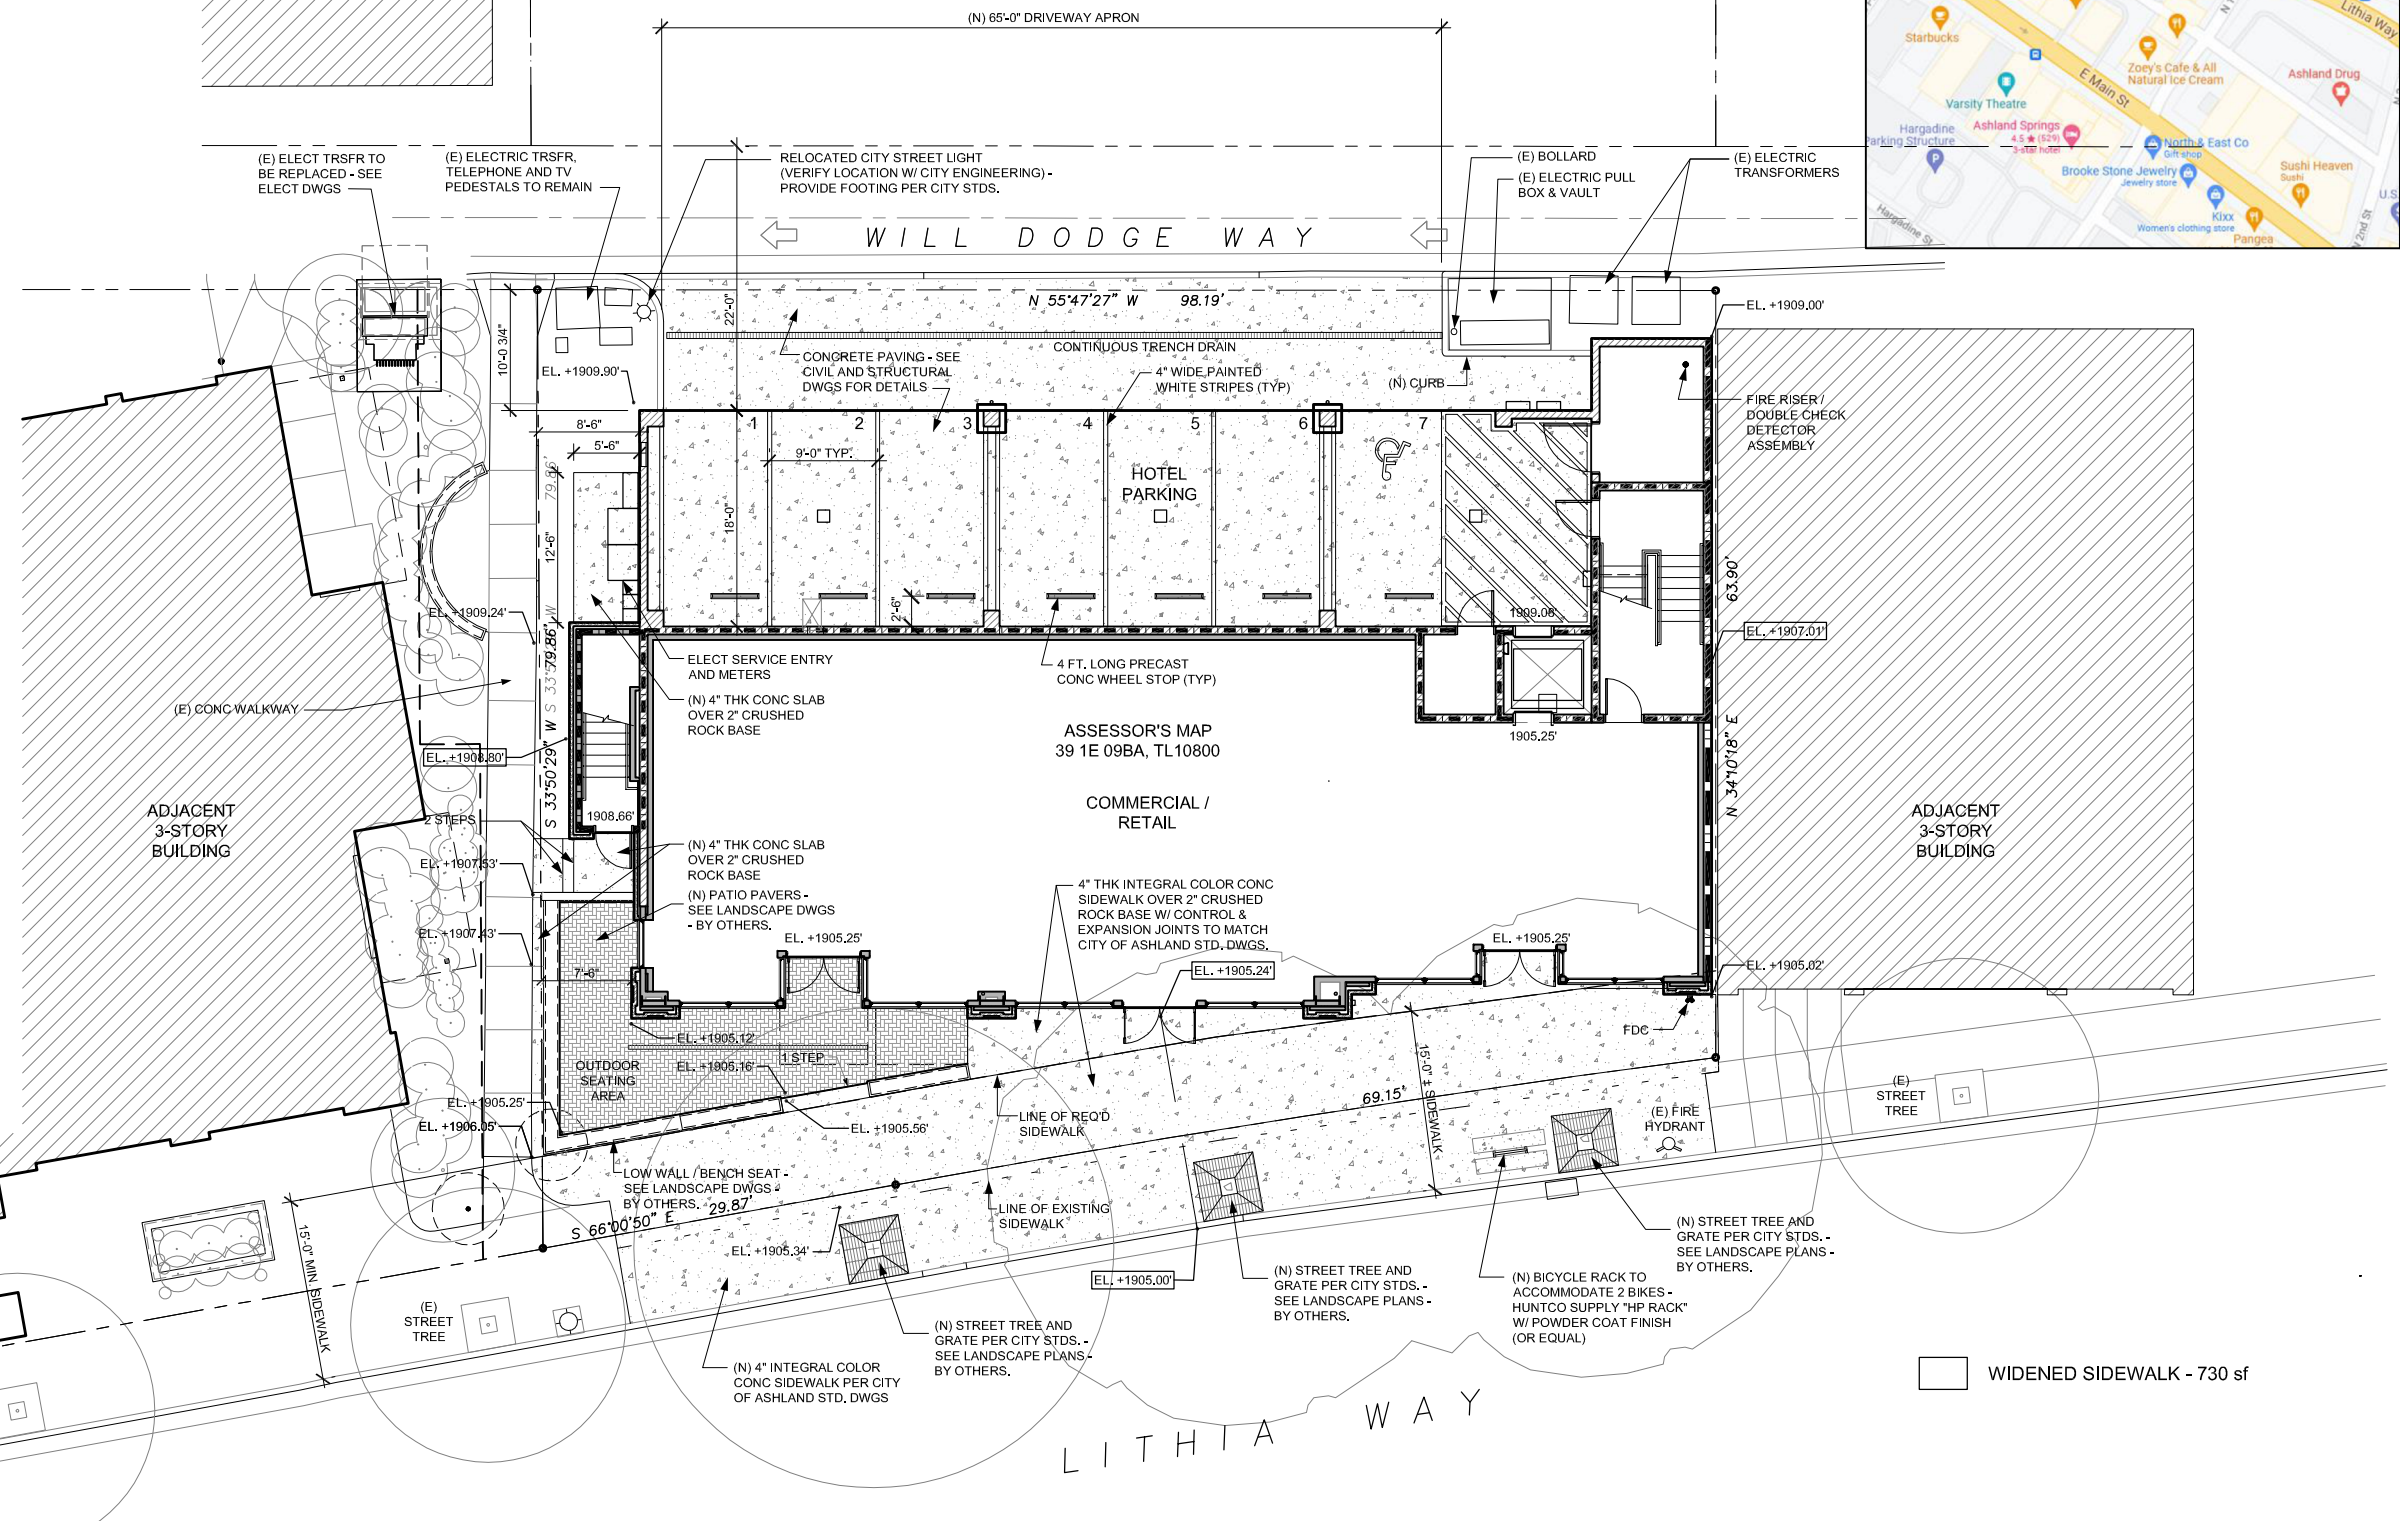 (N) 65'-0" DRIVEWAY APRON
Starbucks
Lithia Way
Zoey's Cafe & All
Natural Ice Cream
Ashland Drug
E Main St
Varsity Theatre
Hargadine
Parking Structure
Ashland Springs
4.5 ★ (529)
3-star hotel
North & East Co
Gift shop
Brooke Stone Jewelry
Jewelry store
Sushi Heaven
Sushi
Kixx
Women's clothing store
Pangea
Hargadine St
N 2nd St
U.S.
P
(E) ELECT TRSFR TO
BE REPLACED - SEE
ELECT DWGS
(E) ELECTRIC TRSFR,
TELEPHONE AND TV
PEDESTALS TO REMAIN
RELOCATED CITY STREET LIGHT
(VERIFY LOCATION W/ CITY ENGINEERING) -
PROVIDE FOOTING PER CITY STDS.
(E) BOLLARD
(E) ELECTRIC PULL
BOX & VAULT
(E) ELECTRIC
TRANSFORMERS
WILL DODGE WAY
N 55°47'27" W 98.19'
22'-0"
10'-0 3/4"
EL. +1909.00'
CONTINUOUS TRENCH DRAIN
CONCRETE PAVING - SEE
CIVIL AND STRUCTURAL
DWGS FOR DETAILS
4" WIDE PAINTED
WHITE STRIPES (TYP)
(N) CURB
EL. +1909.90'
FIRE RISER /
DOUBLE CHECK
DETECTOR
ASSEMBLY
8'-6"
5'-6"
1
2
3
4
5
6
7
9'-0" TYP.
HOTEL
PARKING
18'-0"
12'-6"
79.86'
2'-6"
63.90'
EL. +1909.24'
1909.08'
EL. +1907.01'
ELECT SERVICE ENTRY
AND METERS
4 FT. LONG PRECAST
CONC WHEEL STOP (TYP)
(N) 4" THK CONC SLAB
OVER 2" CRUSHED
ROCK BASE
(E) CONC WALKWAY
S 33°50'29" W 79.86'
N 34°10'18" E
ASSESSOR'S MAP
39 1E 09BA, TL10800
1905.25'
EL. +1908.80'
COMMERCIAL /
RETAIL
1908.66'
2 STEPS
ADJACENT
3-STORY
BUILDING
ADJACENT
3-STORY
BUILDING
(N) 4" THK CONC SLAB
OVER 2" CRUSHED
ROCK BASE
EL. +1907.53'
(N) PATIO PAVERS -
SEE LANDSCAPE DWGS
- BY OTHERS.
4" THK INTEGRAL COLOR CONC
SIDEWALK OVER 2" CRUSHED
ROCK BASE W/ CONTROL &
EXPANSION JOINTS TO MATCH
CITY OF ASHLAND STD. DWGS.
EL. +1907.43'
EL. +1905.25'
EL. +1905.25'
7'-6"
EL. +1905.24'
EL. +1905.02'
EL. +1905.12'
1 STEP
FDC
EL. +1905.16'
OUTDOOR
SEATING
AREA
EL. +1905.25'
EL. +1906.05'
EL. +1905.56'
LINE OF REQ'D
SIDEWALK
69.15'
15'-0" ± SIDEWALK
(E) FIRE
HYDRANT
(E)
STREET
TREE
LOW WALL / BENCH SEAT -
SEE LANDSCAPE DWGS -
BY OTHERS.
S 66°00'50" E 29.87'
LINE OF EXISTING
SIDEWALK
EL. +1905.34'
EL. +1905.00'
15'-0" MIN. SIDEWALK
(E)
STREET
TREE
(N) STREET TREE AND
GRATE PER CITY STDS. -
SEE LANDSCAPE PLANS -
BY OTHERS.
(N) STREET TREE AND
GRATE PER CITY STDS. -
SEE LANDSCAPE PLANS -
BY OTHERS.
(N) BICYCLE RACK TO
ACCOMMODATE 2 BIKES -
HUNTCO SUPPLY "HP RACK"
W/ POWDER COAT FINISH
(OR EQUAL)
(N) STREET TREE AND
GRATE PER CITY STDS. -
SEE LANDSCAPE PLANS -
BY OTHERS.
(N) 4" INTEGRAL COLOR
CONC SIDEWALK PER CITY
OF ASHLAND STD. DWGS
LITHIA WAY
WIDENED SIDEWALK - 730 sf